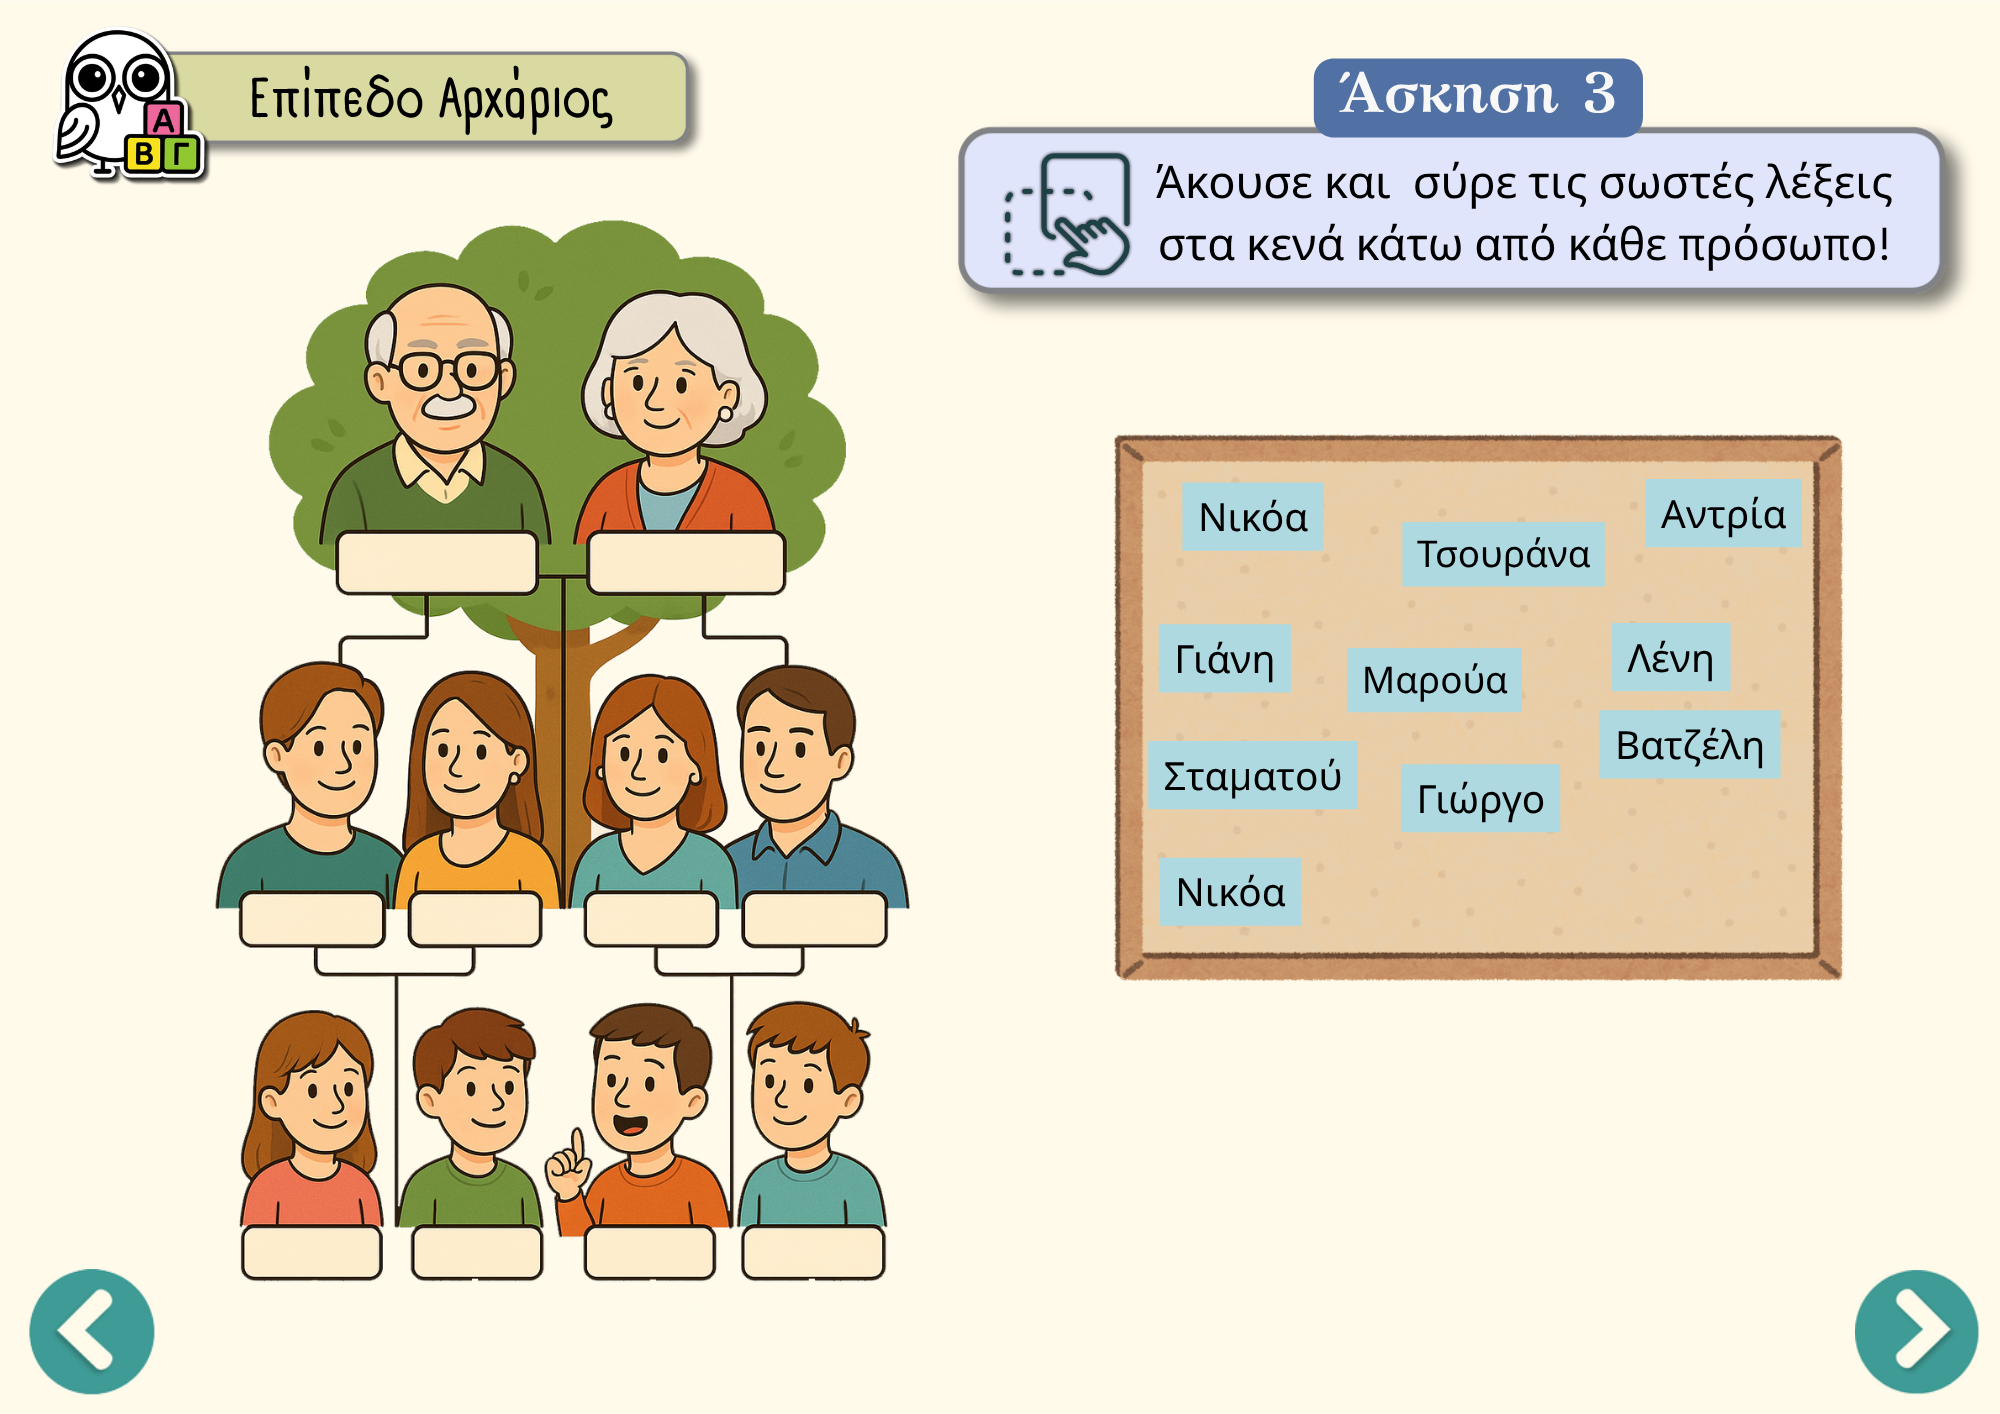 Επίπεδο Αρχάριος
Α
Β Γ
Άσκηση 3
Άκουσε και σύρε τις σωστές λέξεις
στα κενά κάτω από κάθε πρόσωπο!
Νικόα
Αντρία
Τσουράνα
Γιάνη
Μαρούα
Λένη
Βατζέλη
Σταματού
Γιώργο
Νικόα